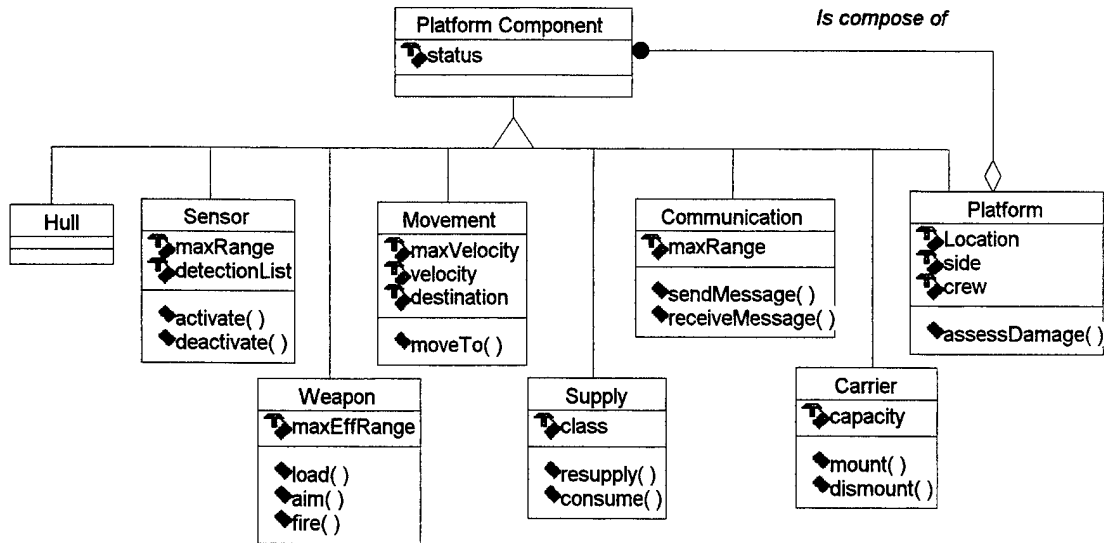 Platform Component
status
Is compose of
Hull
Sensor
maxRange
detectionList
activate( )
deactivate( )
Movement
maxVelocity
velocity
destination
moveTo( )
Communication
maxRange
sendMessage( )
receiveMessage( )
Platform
Location
side
crew
assessDamage( )
Weapon
maxEffRange
load( )
aim( )
fire( )
Supply
class
resupply( )
consume( )
Carrier
capacity
mount( )
dismount( )